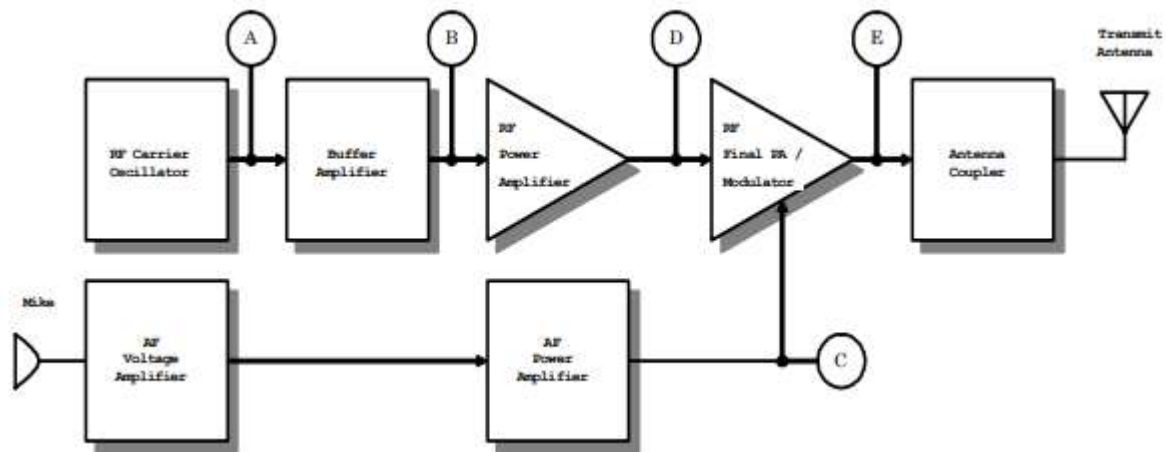 A
B
D
E
Transmit
Antenna
RF Carrier
Oscillator
Buffer
Amplifier
RF
Power
Amplifier
RF
Final PA /
Modulator
Antenna
Coupler
Mike
AF
Voltage
Amplifier
AF
Power
Amplifier
C